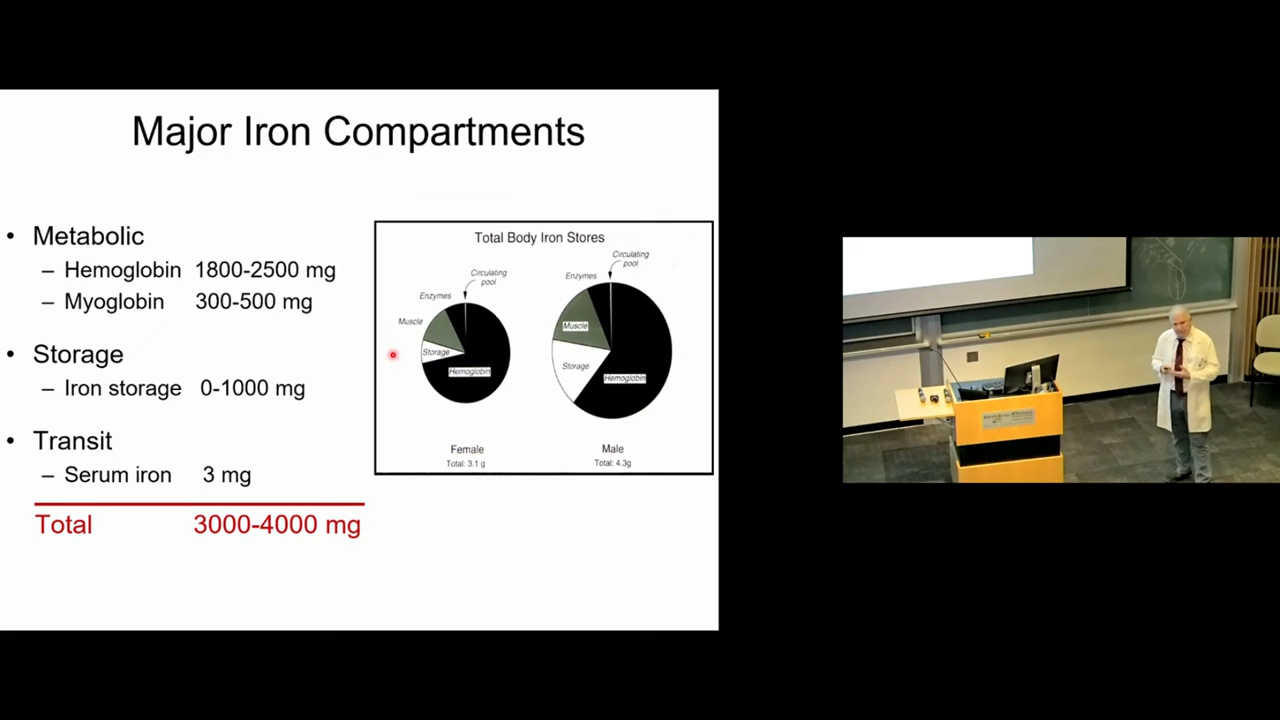 Major Iron Compartments
• Metabolic
– Hemoglobin 1800-2500 mg
– Myoglobin 300-500 mg
• Storage
– Iron storage 0-1000 mg
• Transit
– Serum iron 3 mg
Total 3000-4000 mg
Total Body Iron Stores
Circulating
pool
Enzymes
Muscle
Storage
Hemoglobin
Female
Total: 3.1 g
Circulating
pool
Enzymes
Muscle
Storage
Hemoglobin
Male
Total: 4.3g